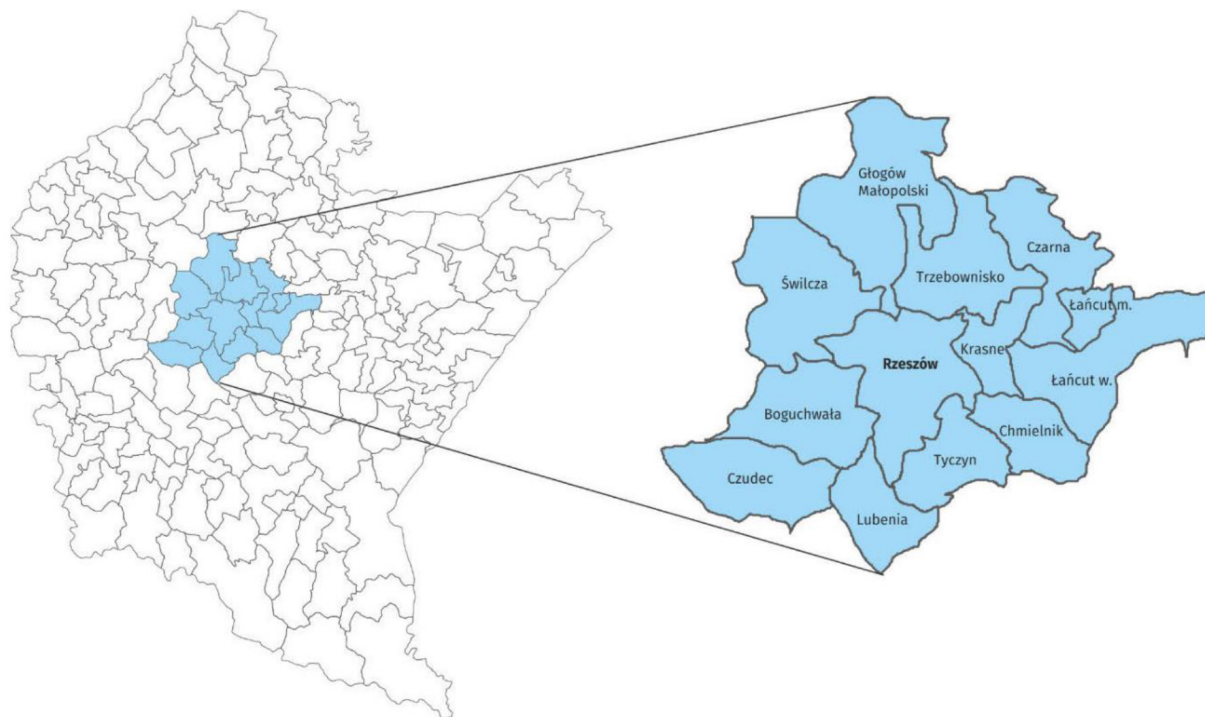 Głogów
Małopolski
Czarna
Trzebownisko
Świlcza
Łańcut m.
Krasne
Rzeszów
Łańcut w.
Boguchwała
Chmielnik
Tyczyn
Czudec
Lubenia